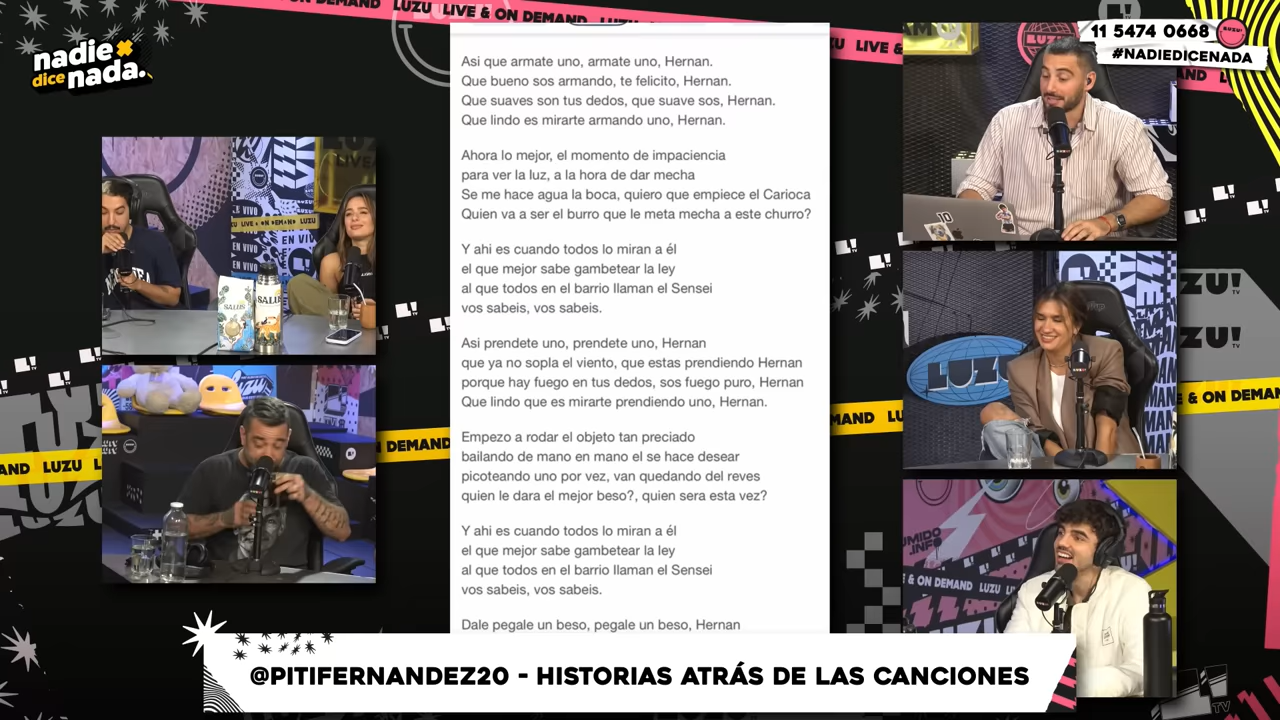 LIVE & ON DEMAND LUZU LIVE & ON DEMAND LUZU
nadie
dice nada.
11 5474 0668
#NADIEDICENADA
Asi que armate uno, armate uno, Hernan.
Que bueno sos armando, te felicito, Hernan.
Que suaves son tus dedos, que suave sos, Hernan.
Que lindo es mirarte armando uno, Hernan.
Ahora lo mejor, el momento de impaciencia
para ver la luz, a la hora de dar mecha
Se me hace agua la boca, quiero que empiece el Carioca
Quien va a ser el burro que le meta mecha a este churro?
Y ahi es cuando todos lo miran a él
el que mejor sabe gambetear la ley
al que todos en el barrio llaman el Sensei
vos sabeis, vos sabeis.
Asi prendete uno, prendete uno, Hernan
que ya no sopla el viento, que estas prendiendo Hernan
porque hay fuego en tus dedos, sos fuego puro, Hernan
Que lindo que es mirarte prendiendo uno, Hernan.
Empezo a rodar el objeto tan preciado
bailando de mano en mano el se hace desear
picoteando uno por vez, van quedando del reves
quien le dara el mejor beso?, quien sera esta vez?
Y ahi es cuando todos lo miran a él
el que mejor sabe gambetear la ley
al que todos en el barrio llaman el Sensei
vos sabeis, vos sabeis.
Dale pegale un beso, pegale un beso, Hernan
@PITIFERNANDEZ20 - HISTORIAS ATRÁS DE LAS CANCIONES